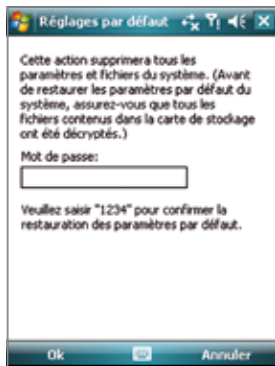 Réglages par défaut
Cette action supprimera tous les
paramètres et fichiers du système. (Avant
de restaurer les paramètres par défaut du
système, assurez-vous que tous les
fichiers contenus dans la carte de stockage
ont été décryptés.)
Mot de passe:
Veuillez saisir "1234" pour confirmer la
restauration des paramètres par défaut.
Ok
Annuler